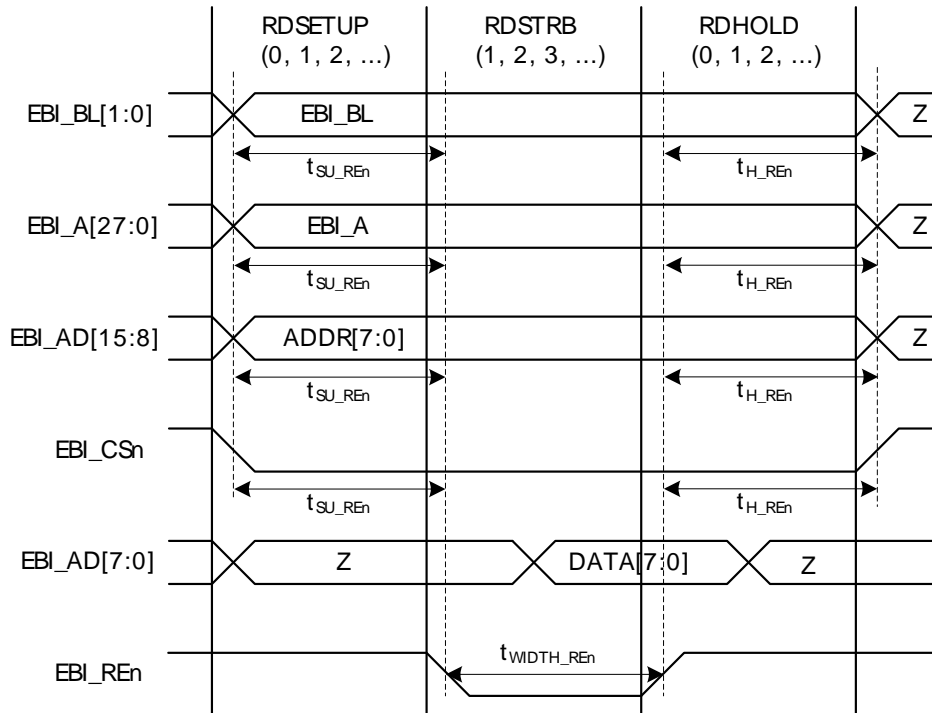 RDSETUP
(0, 1, 2, ...)
RDSTRB
(1, 2, 3, ...)
RDHOLD
(0, 1, 2, ...)
EBI_BL[1:0]
EBI_BL
Z
tSU_REn
tH_REn
EBI_A[27:0]
EBI_A
Z
tSU_REn
tH_REn
EBI_AD[15:8]
ADDR[7:0]
Z
tSU_REn
tH_REn
EBI_CSn
tSU_REn
tH_REn
EBI_AD[7:0]
Z
DATA[7:0]
Z
EBI_REn
tWIDTH_REn